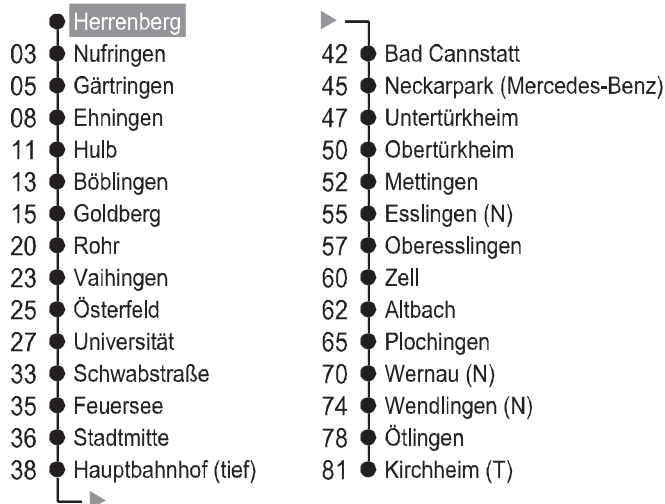 Herrenberg
03 Nufringen
05 Gärtringen
08 Ehningen
11 Hulb
13 Böblingen
15 Goldberg
20 Rohr
23 Vaihingen
25 Österfeld
27 Universität
33 Schwabstraße
35 Feuersee
36 Stadtmitte
38 Hauptbahnhof (tief)
42 Bad Cannstatt
45 Neckarpark (Mercedes-Benz)
47 Untertürkheim
50 Obertürkheim
52 Mettingen
55 Esslingen (N)
57 Oberesslingen
60 Zell
62 Altbach
65 Plochingen
70 Wernau (N)
74 Wendlingen (N)
78 Ötlingen
81 Kirchheim (T)